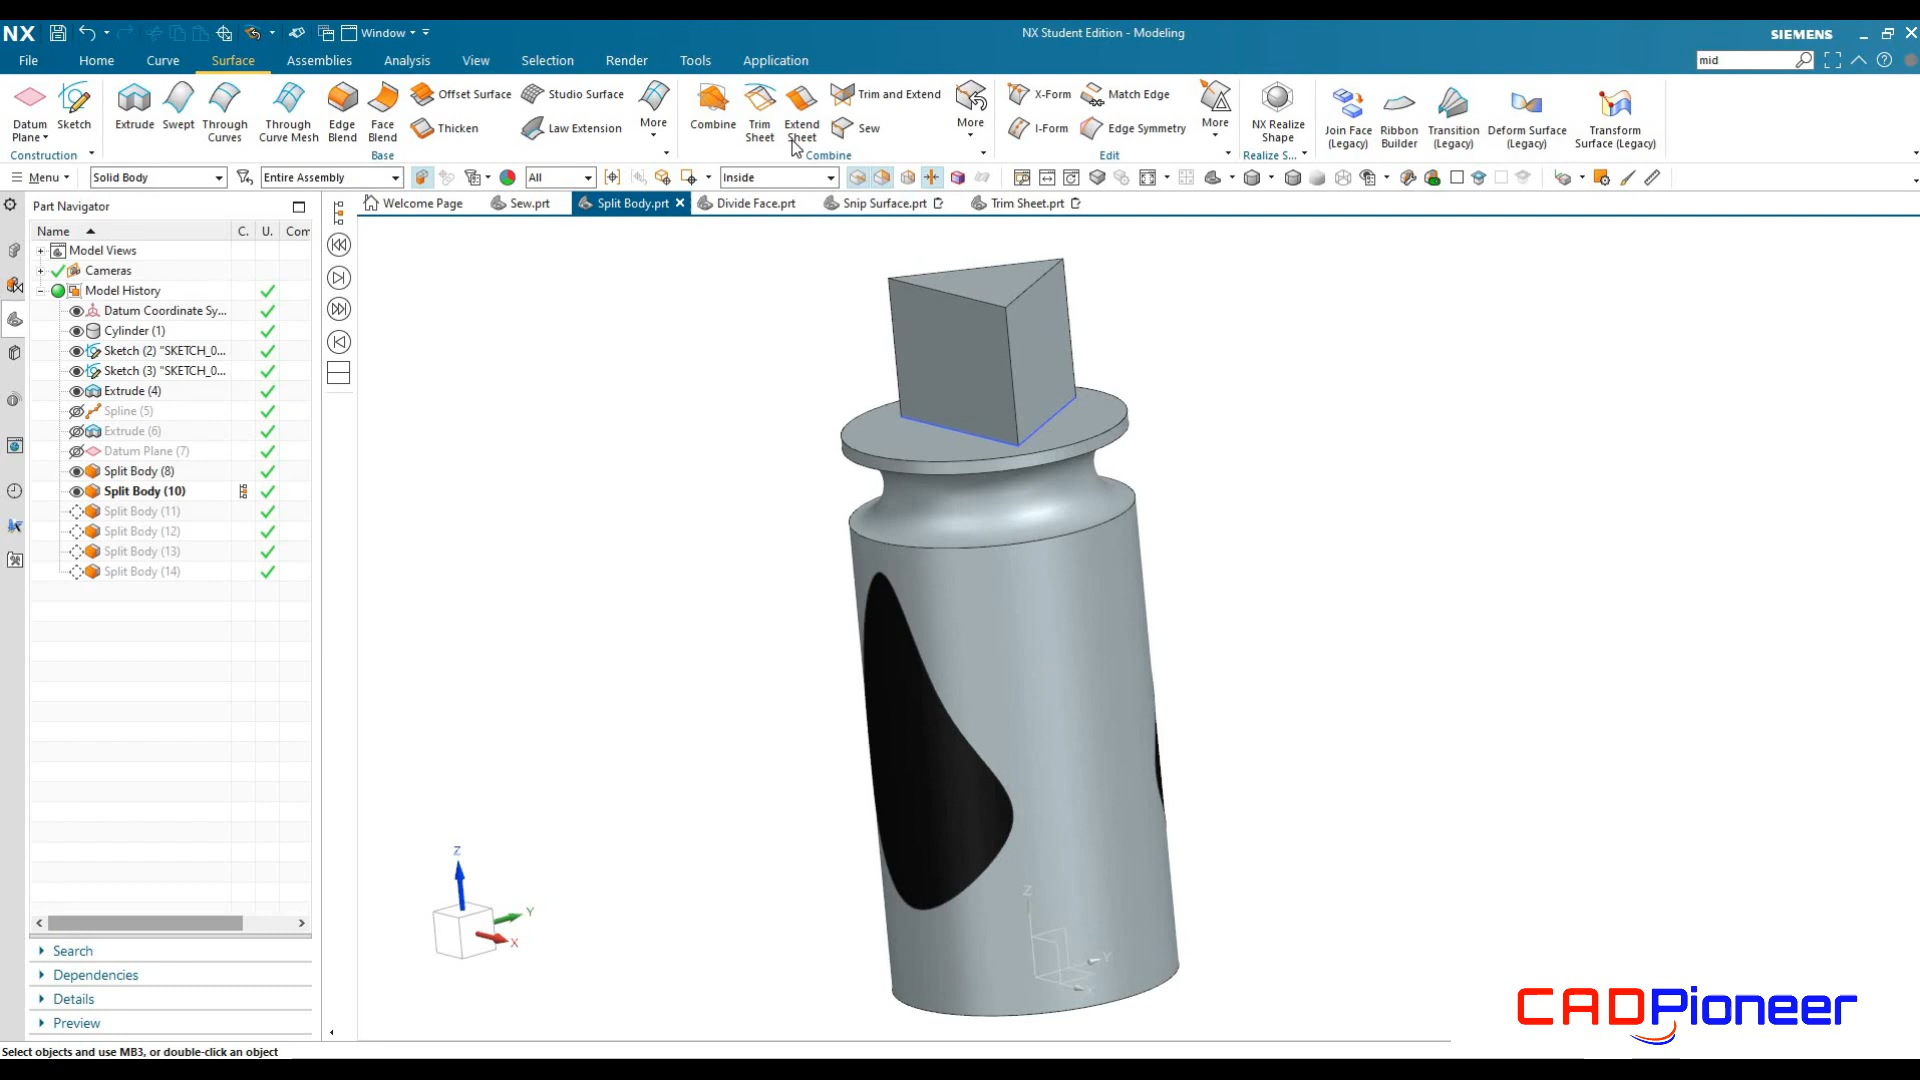 NX
Window
NX Student Edition - Modeling
SIEMENS
File
Home
Curve
Surface
Assemblies
Analysis
View
Selection
Render
Tools
Application
mid
Datum
Plane
Sketch
Extrude
Swept
Through
Curves
Through
Curve Mesh
Edge
Blend
Face
Blend
Offset Surface
Thicken
Studio Surface
Law Extension
More
Combine
Trim
Sheet
Extend
Sheet
Trim and Extend
Sew
More
X-Form
I-Form
Match Edge
Edge Symmetry
More
NX Realize
Shape
Join Face
(Legacy)
Ribbon
Builder
Transition
(Legacy)
Deform Surface
(Legacy)
Transform
Surface (Legacy)
Construction
Base
Combine
Edit
Realize S...
Menu
Solid Body
Entire Assembly
All
Inside
Part Navigator
Welcome Page
Sew.prt
Split Body.prt
Divide Face.prt
Snip Surface.prt
Trim Sheet.prt
Name
C.
U.
Com
Model Views
Cameras
Model History
Datum Coordinate Sy...
Cylinder (1)
Sketch (2) "SKETCH_0...
Sketch (3) "SKETCH_0...
Extrude (4)
Spline (5)
Extrude (6)
Datum Plane (7)
Split Body (8)
Split Body (10)
Split Body (11)
Split Body (12)
Split Body (13)
Split Body (14)
Z
Y
X
Z
Y
X
Search
Dependencies
Details
Preview
CADPioneer
Select objects and use MB3, or double-click an object